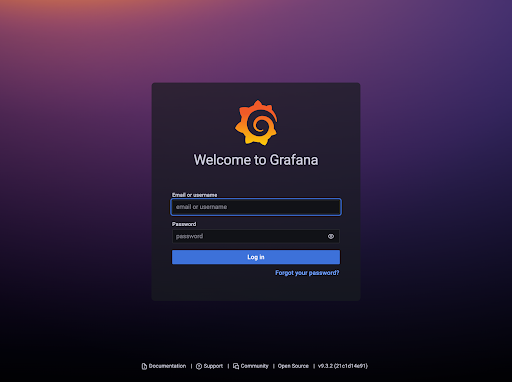 Welcome to Grafana
Email or username
email or username
Password
password
Log in
Forgot your password?
Documentation | Support | Community | Open Source | v9.3.2 (21c1d14e91)